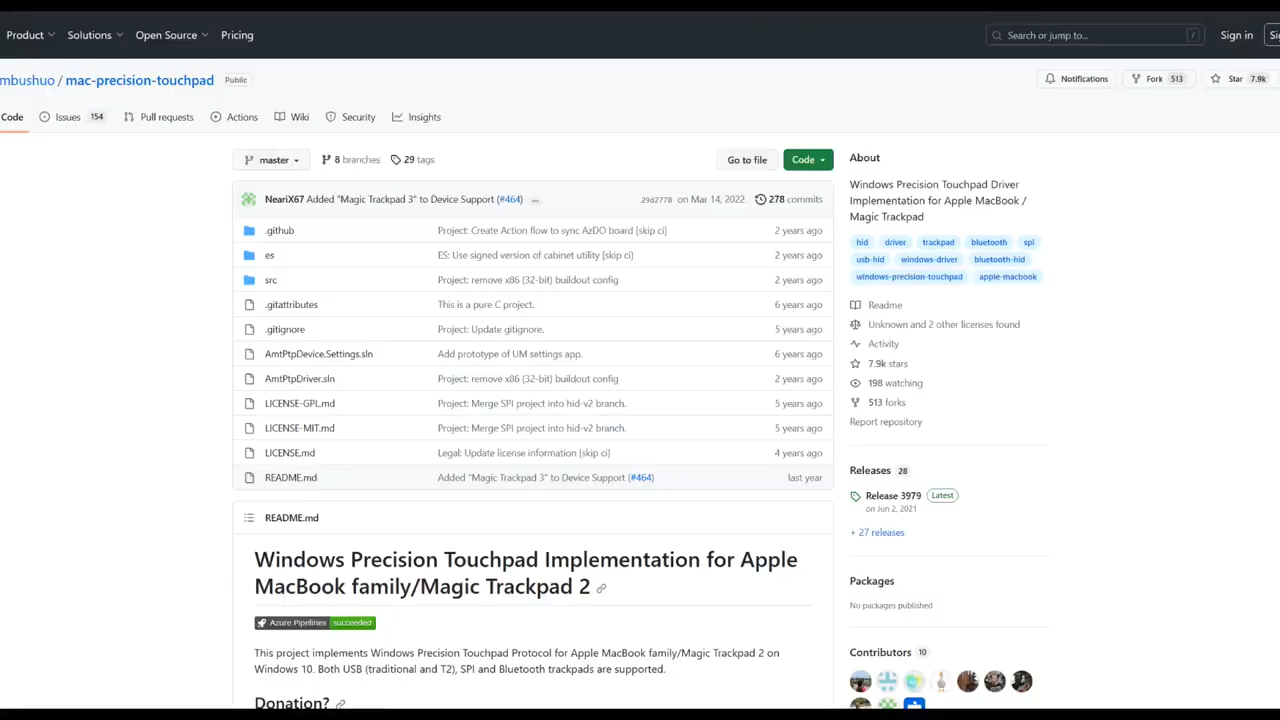 Product Solutions Open Source Pricing Search or jump to... / Sign in
mbushuo / mac-precision-touchpad Public Notifications Fork 513 Star 7.9k
Code Issues 154 Pull requests Actions Wiki Security Insights
master 8 branches 29 tags Go to file Code
NeariX67 Added "Magic Trackpad 3" to Device Support (#464) ... 29d2778 on Mar 14, 2022 278 commits
.github Project: Create Action flow to sync AzDO board [skip ci] 2 years ago
es ES: Use signed version of cabinet utility [skip ci] 2 years ago
src Project: remove x86 (32-bit) buildout config 2 years ago
.gitattributes This is a pure C project. 6 years ago
.gitignore Project: Update gitignore. 5 years ago
AmtPtpDevice.Settings.sln Add prototype of UM settings app. 6 years ago
AmtPtpDriver.sln Project: remove x86 (32-bit) buildout config 2 years ago
LICENSE-GPL.md Project: Merge SPI project into hid-v2 branch. 5 years ago
LICENSE-MIT.md Project: Merge SPI project into hid-v2 branch. 5 years ago
LICENSE.md Legal: Update license information [skip ci] 4 years ago
README.md Added "Magic Trackpad 3" to Device Support (#464) last year
README.md
Windows Precision Touchpad Implementation for Apple
MacBook family/Magic Trackpad 2
Azure Pipelines succeeded
This project implements Windows Precision Touchpad Protocol for Apple MacBook family/Magic Trackpad 2 on
Windows 10. Both USB (traditional and T2), SPI and Bluetooth trackpads are supported.
Donation?
About
Windows Precision Touchpad Driver
Implementation for Apple MacBook /
Magic Trackpad
hid driver trackpad bluetooth spi
usb-hid windows-driver bluetooth-hid
windows-precision-touchpad apple-macbook
Readme
Unknown and 2 other licenses found
Activity
7.9k stars
198 watching
513 forks
Report repository
Releases 28
Release 3979 Latest
on Jun 2, 2021
+ 27 releases
Packages
No packages published
Contributors 10